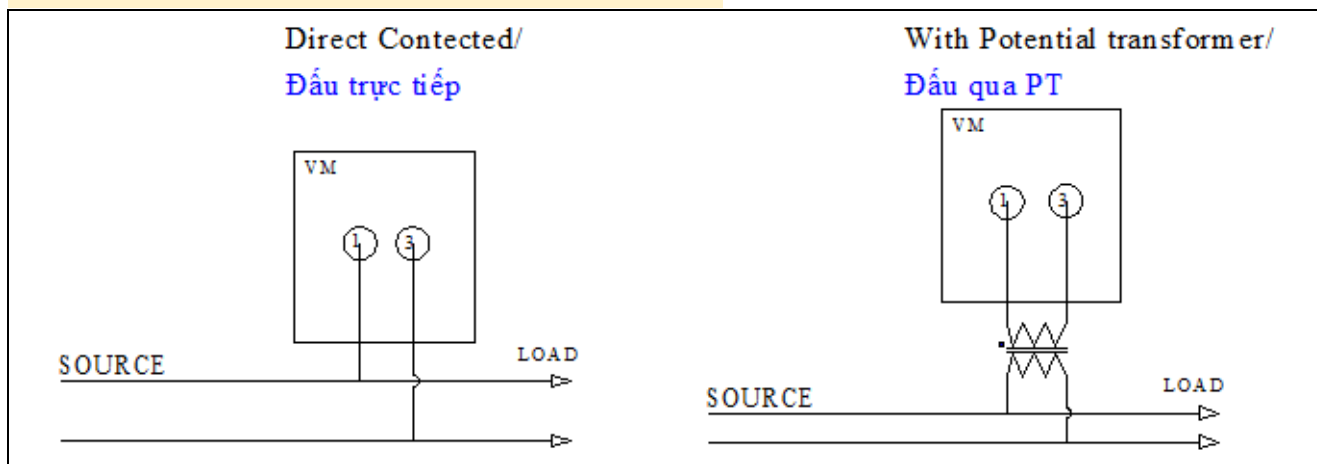 Direct Contected/
Đấu trực tiếp
VM
1 3
SOURCE
LOAD
With Potential transformer/
Đấu qua PT
VM
1 3
SOURCE
LOAD